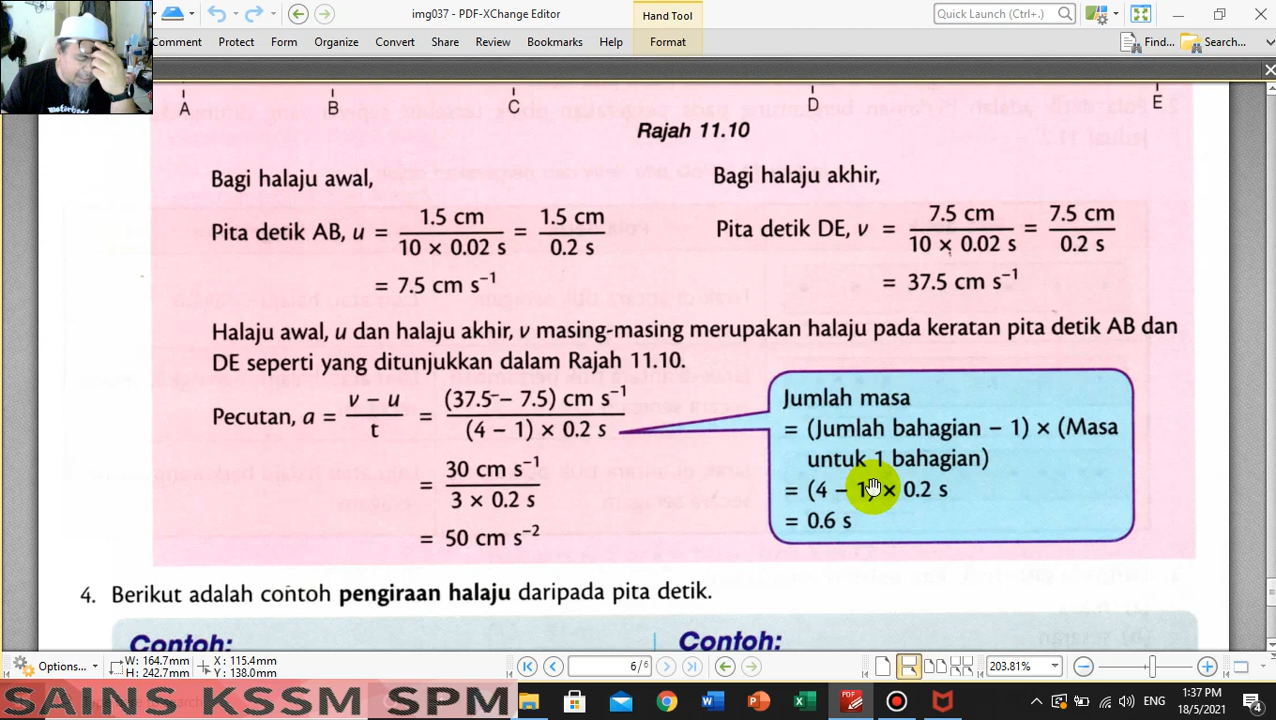 img037 - PDF-XChange Editor
Hand Tool
Quick Launch (Ctrl+.)
Comment Protect Form Organize Convert Share Review Bookmarks Help Format Find... Search...
A B C D E
Rajah 11.10
Bagi halaju awal,
Bagi halaju akhir,
Pita detik AB, u = 1.5 cm / 10 × 0.02 s = 1.5 cm / 0.2 s
= 7.5 cm s⁻¹
Pita detik DE, v = 7.5 cm / 10 × 0.02 s = 7.5 cm / 0.2 s
= 37.5 cm s⁻¹
Halaju awal, u dan halaju akhir, v masing-masing merupakan halaju pada keratan pita detik AB dan
DE seperti yang ditunjukkan dalam Rajah 11.10.
Pecutan, a = v – u / t = (37.5 – 7.5) cm s⁻¹ / (4 – 1) × 0.2 s
= 30 cm s⁻¹ / 3 × 0.2 s
= 50 cm s⁻²
Jumlah masa
= (Jumlah bahagian – 1) × (Masa
untuk 1 bahagian)
= (4 – 1) × 0.2 s
= 0.6 s
4. Berikut adalah contoh pengiraan halaju daripada pita detik.
Contoh: Contoh:
Options...
W: 164.7mm
H: 242.7mm
X: 115.4mm
Y: 138.0mm
6/6
203.81%
SAINS KSSM SPM
ENG
1:37 PM
18/5/2021
4